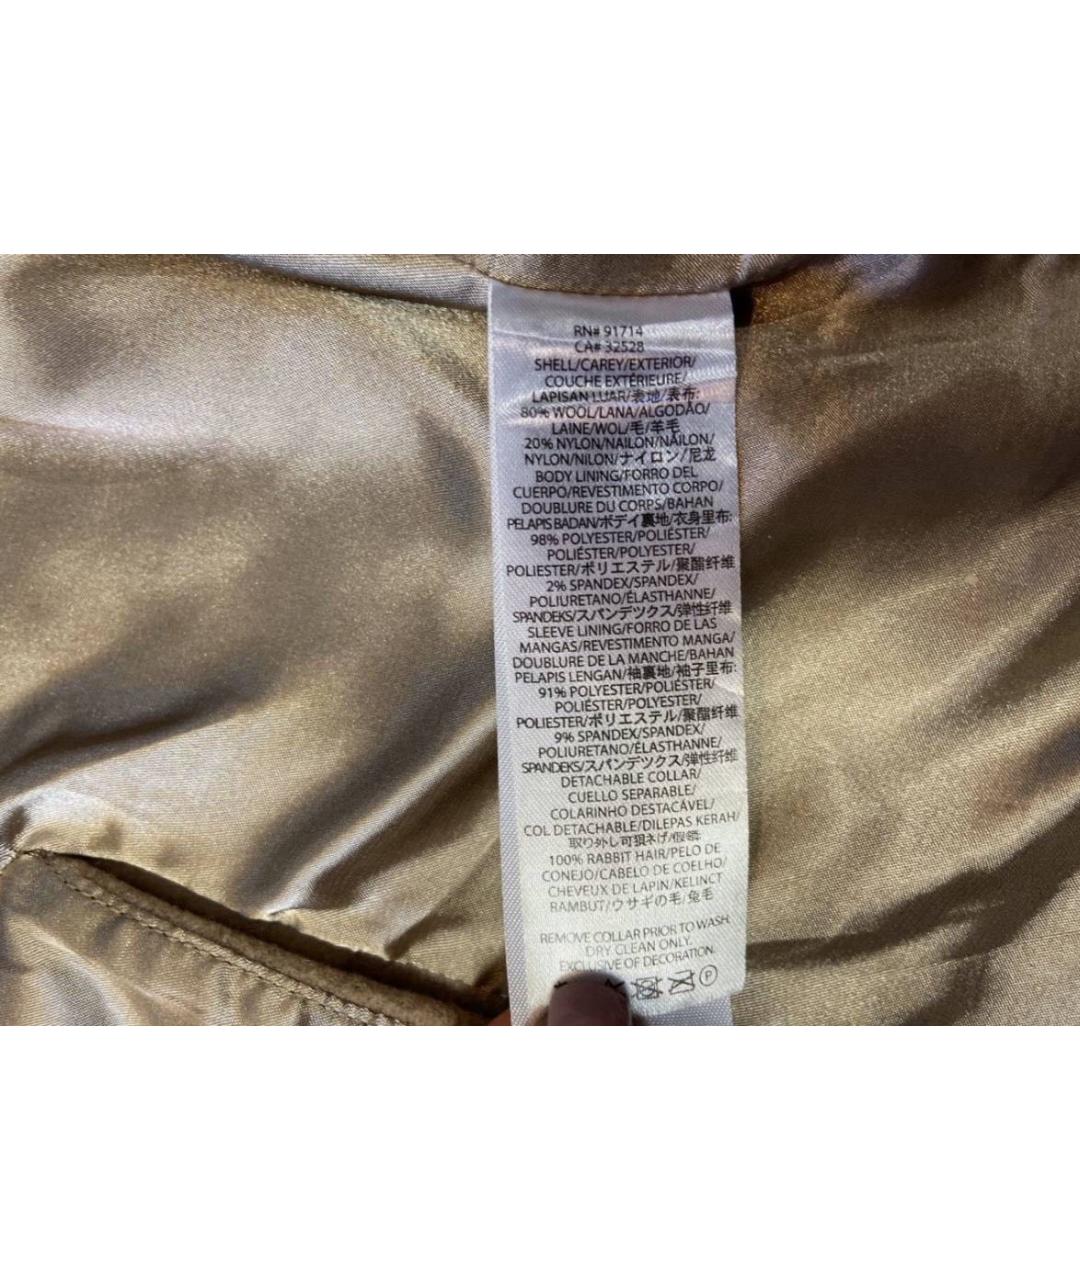 RN# 91714
CA# 32528
SHELL/CAREY/EXTERIOR/
COUCHE EXTÉRIEURE/
LAPISAN LUAR/表地/表布:
80% WOOL/LANA/ALGODÃO/
LAINE/WOL/毛/羊毛
20% NYLON/NAILON/NÁILON/
NYLON/NILON/ナイロン/尼龙
BODY LINING/FORRO DEL
CUERPO/REVESTIMENTO CORPO/
DOUBLURE DU CORPS/BAHAN
PELAPIS BADAN/ボデイ裏地/衣身里布:
98% POLYESTER/POLIÉSTER/
POLIÉSTER/POLYESTER/
POLIESTER/ポリエステル/聚酯纤维
2% SPANDEX/SPANDEX/
POLIURETANO/ÉLASTHANNE/
SPANDEKS/スパンデツクス/弹性纤维
SLEEVE LINING/FORRO DE LAS
MANGAS/REVESTIMENTO MANGA/
DOUBLURE DE LA MANCHE/BAHAN
PELAPIS LENGAN/袖裏地/袖子里布:
91% POLYESTER/POLIÉSTER/
POLIÉSTER/POLYESTER/
POLIESTER/ポリエステル/聚酯纤维
9% SPANDEX/SPANDEX/
POLIURETANO/ÉLASTHANNE/
SPANDEKS/スパンデツクス/弹性纤维
DETACHABLE COLLAR/
CUELLO SEPARABLE/
COLARINHO DESTACÁVEL/
COL DETACHABLE/DILEPAS KERAH/
取り外し可
100% RABBIT HAIR/PELO DE
CONEJO/CABELO DE COELHO/
CHEVEUX DE LAPIN/KELINCT
RAMBUT/ウサギの毛/兔毛
REMOVE COLLAR PRIOR TO WASH.
DRY CLEAN ONLY.
EXCLUSIVE OF DECORATION.
P